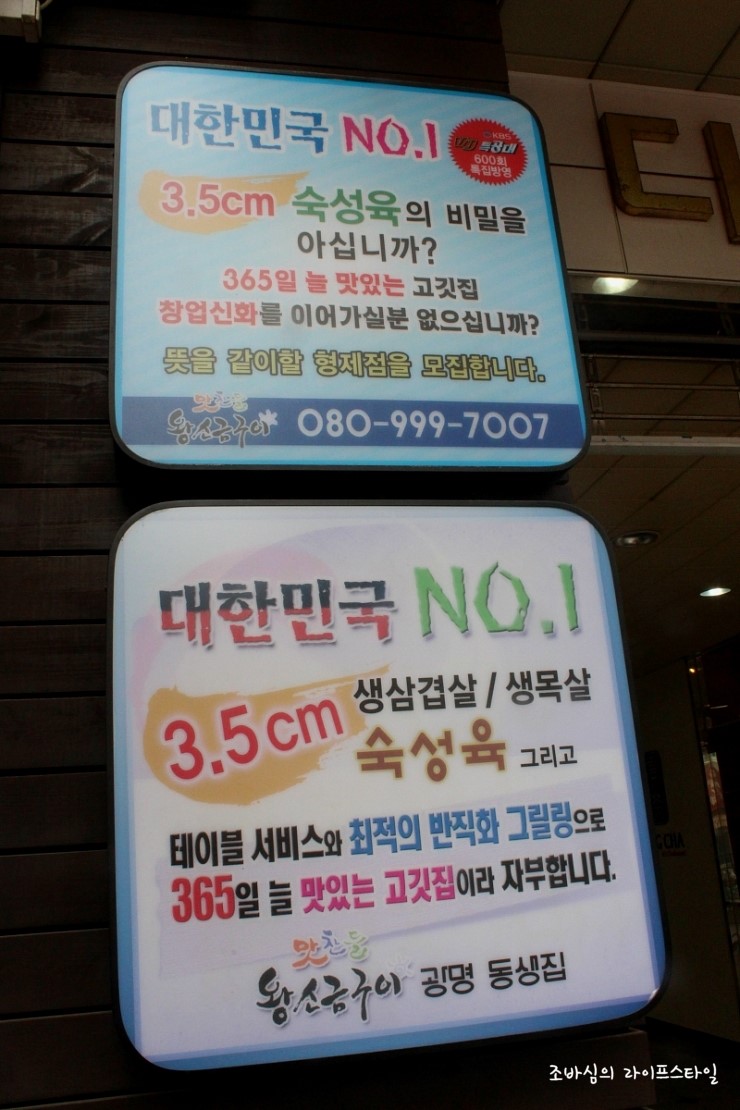 대한민국 NO.1
KBS
VJ 특공대
600회
특집방영
3.5cm 숙성육의 비밀을
아십니까?
365일 늘 맛있는 고깃집
창업신화를 이어가실분 없으십니까?
뜻을 같이할 형제점을 모집합니다.
맛찬들
왕소금구이 080-999-7007
대한민국 NO.1
3.5cm 생삼겹살 / 생목살
숙성육 그리고
테이블 서비스와 최적의 반직화 그릴링으로
365일 늘 맛있는 고깃집이라 자부합니다.
맛찬들
왕소금구이 광명 동생집
조바심의 라이프스타일